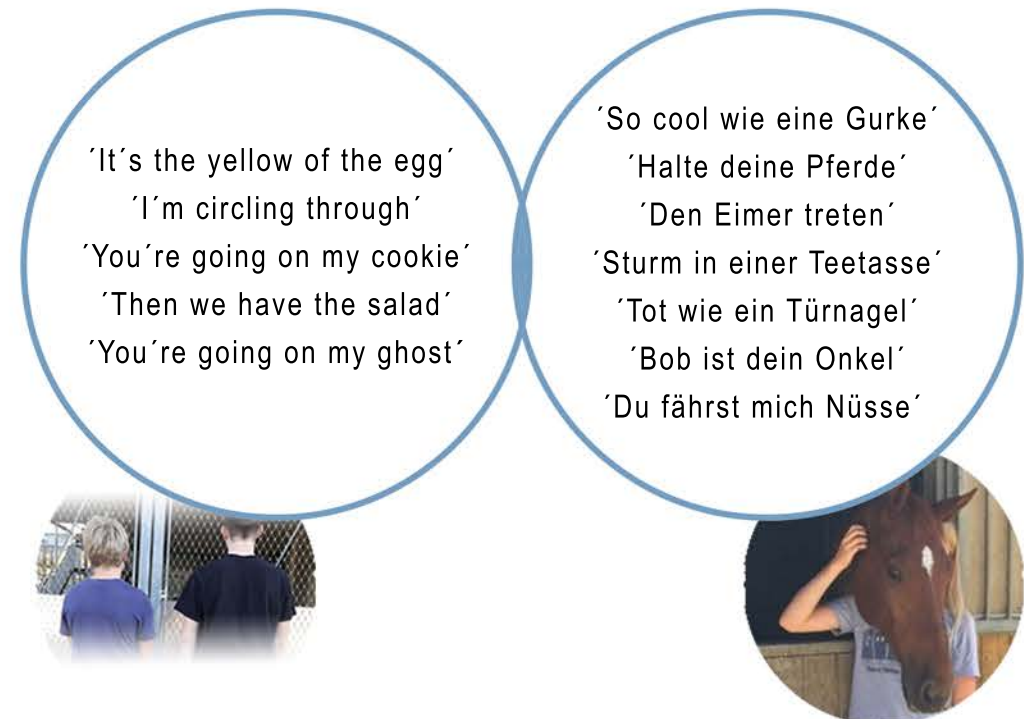 ´It´s the yellow of the egg´
´I´m circling through´
´You´re going on my cookie´
´Then we have the salad´
´You´re going on my ghost´
´So cool wie eine Gurke´
´Halte deine Pferde´
´Den Eimer treten´
´Sturm in einer Teetasse´
´Tot wie ein Türnagel´
´Bob ist dein Onkel´
´Du fährst mich Nüsse´